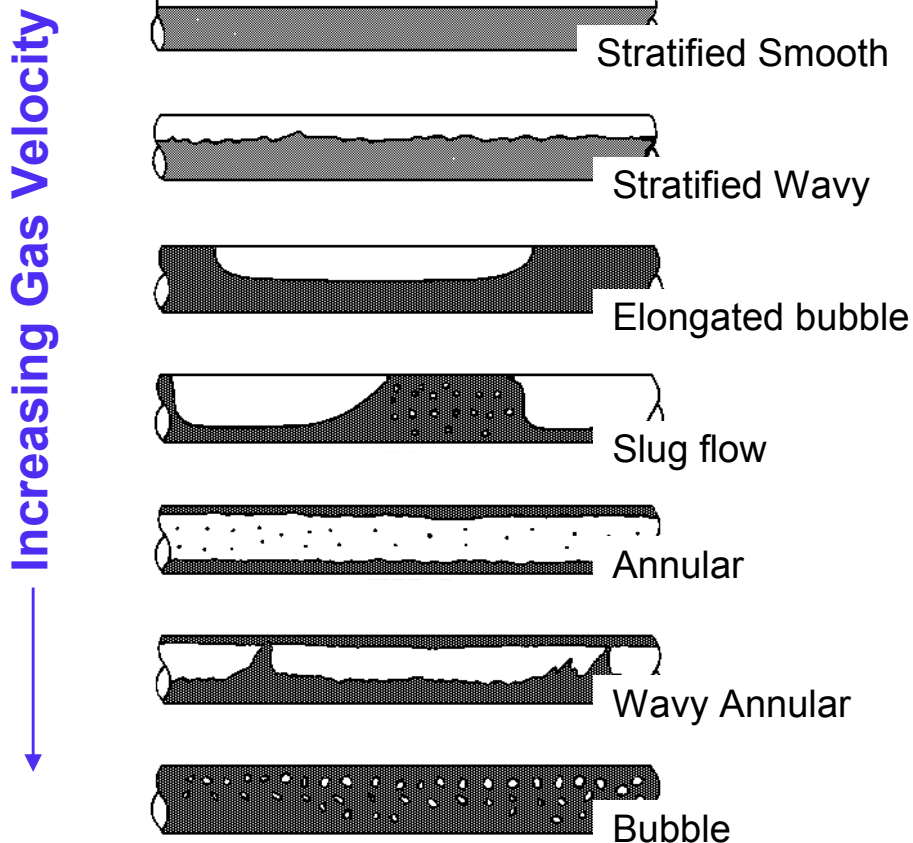 Increasing Gas Velocity
Stratified Smooth
Stratified Wavy
Elongated bubble
Slug flow
Annular
Wavy Annular
Bubble